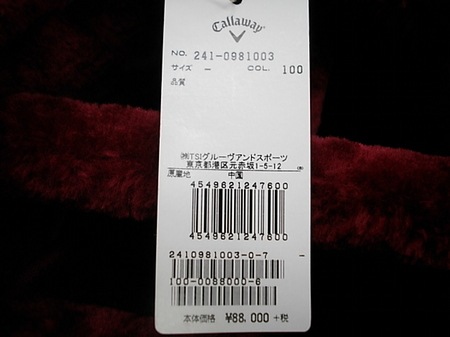 Callaway
NO. 241-0981003
サイズ - COL. 100
品質
㈱TSIグルーヴアンドスポーツ
東京都港区元赤坂1-5-12
原産地 中国
4549621247600
4549621247600
2410981003-0-7 -
100-0088000-6
本体価格 ¥88,000 +税